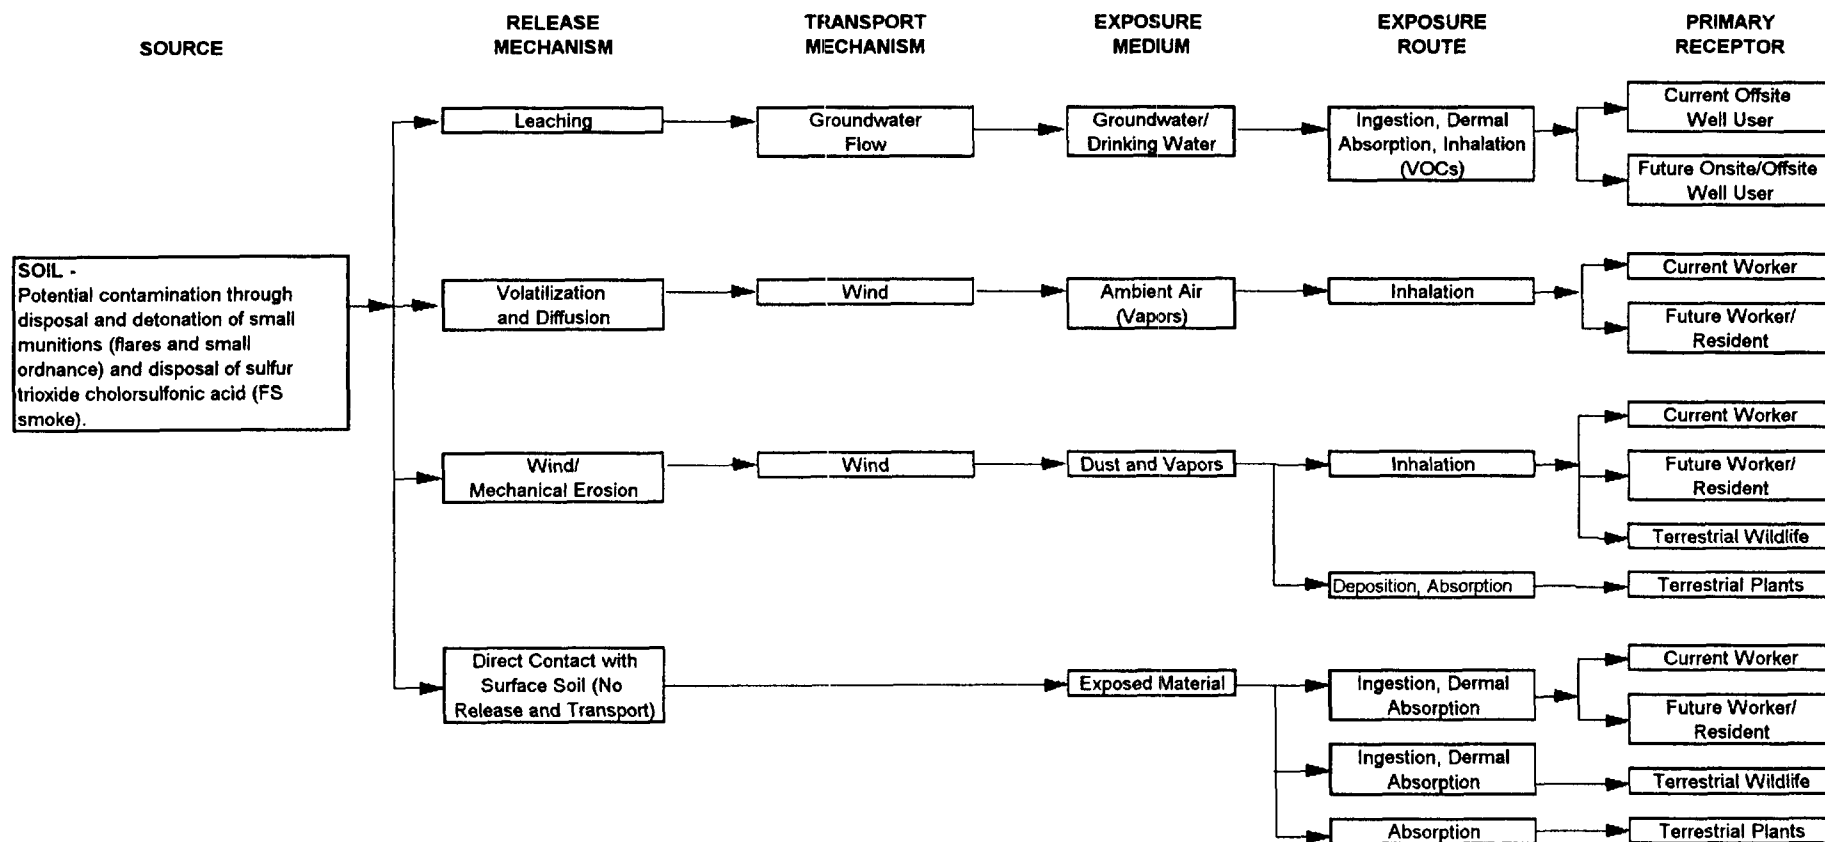 SOURCE
RELEASE
MECHANISM
TRANSPORT
MECHANISM
EXPOSURE
MEDIUM
EXPOSURE
ROUTE
PRIMARY
RECEPTOR
SOIL -
Potential contamination through
disposal and detonation of small
munitions (flares and small
ordnance) and disposal of sulfur
trioxide cholorsulfonic acid (FS
smoke).
Leaching
Groundwater
Flow
Groundwater/
Drinking Water
Ingestion, Dermal
Absorption, Inhalation
(VOCs)
Current Offsite
Well User
Future Onsite/Offsite
Well User
Volatilization
and Diffusion
Wind
Ambient Air
(Vapors)
Inhalation
Current Worker
Future Worker/
Resident
Wind/
Mechanical Erosion
Wind
Dust and Vapors
Inhalation
Current Worker
Future Worker/
Resident
Terrestrial Wildlife
Deposition, Absorption
Terrestrial Plants
Direct Contact with
Surface Soil (No
Release and Transport)
Exposed Material
Ingestion, Dermal
Absorption
Current Worker
Future Worker/
Resident
Ingestion, Dermal
Absorption
Terrestrial Wildlife
Absorption
Terrestrial Plants